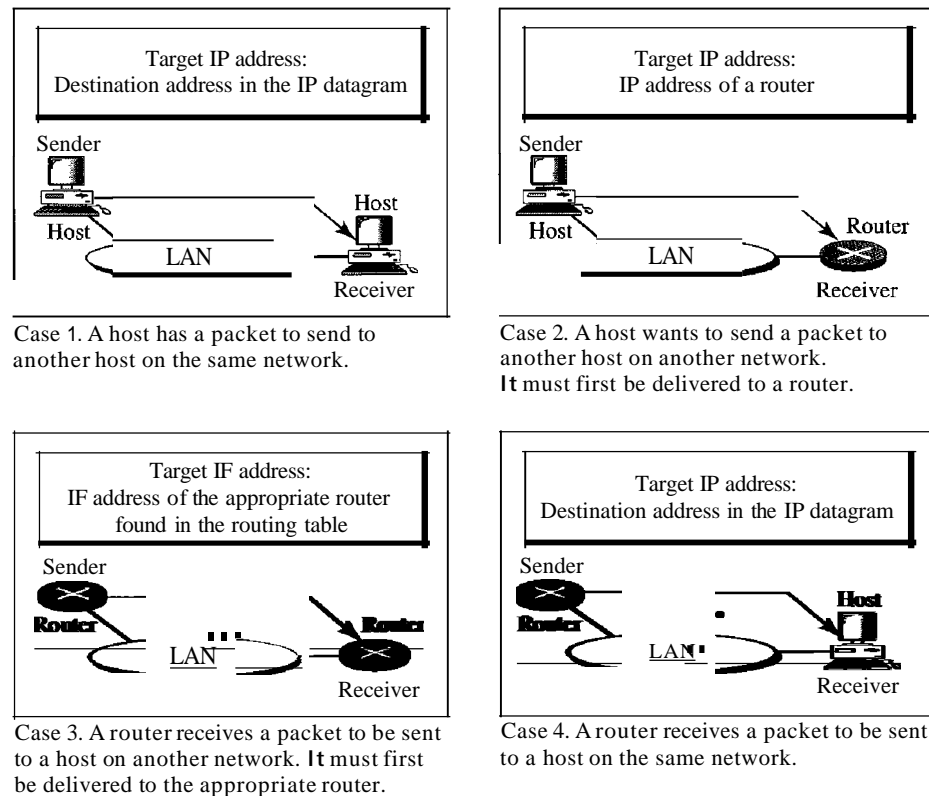 Target IP address:
Destination address in the IP datagram
Sender
Host
Host
LAN
Receiver
Case 1. A host has a packet to send to
another host on the same network.
Target IP address:
IP address of a router
Sender
Host
Router
LAN
Receiver
Case 2. A host wants to send a packet to
another host on another network.
It must first be delivered to a router.
Target IF address:
IF address of the appropriate router
found in the routing table
Sender
Router
Router
LAN
Receiver
Case 3. A router receives a packet to be sent
to a host on another network. It must first
be delivered to the appropriate router.
Target IP address:
Destination address in the IP datagram
Sender
Host
Router
LAN
Receiver
Case 4. A router receives a packet to be sent
to a host on the same network.